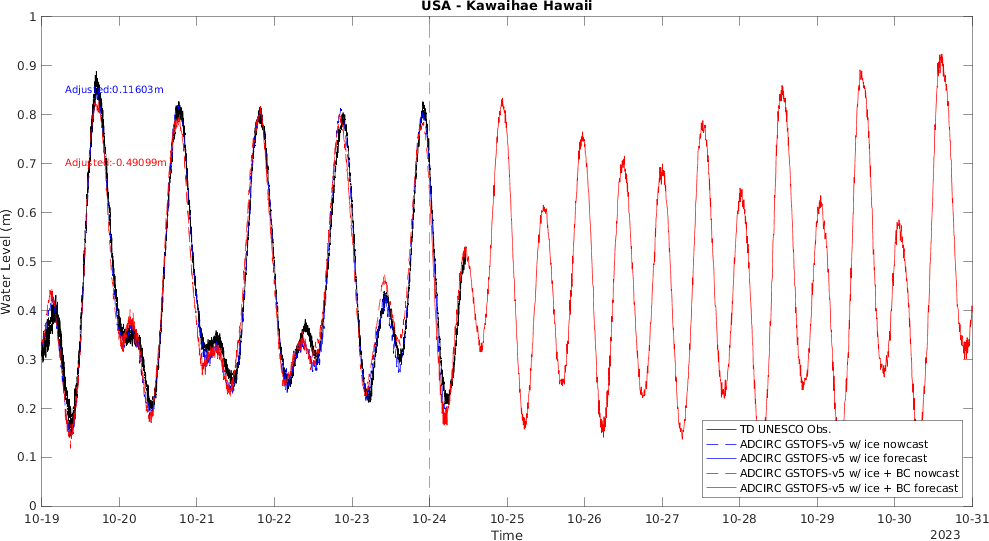 USA - Kawaihae Hawaii
1
0.9
0.8
0.7
0.6
0.5
0.4
0.3
0.2
0.1
0
Water Level (m)
Adjusted:0.11603m
Adjusted:-0.49099m
TD UNESCO Obs.
ADCIRC GSTOFS-v5 w/ ice nowcast
ADCIRC GSTOFS-v5 w/ ice forecast
ADCIRC GSTOFS-v5 w/ ice + BC nowcast
ADCIRC GSTOFS-v5 w/ ice + BC forecast
10-19 10-20 10-21 10-22 10-23 10-24 10-25 10-26 10-27 10-28 10-29 10-30 10-31
Time
2023